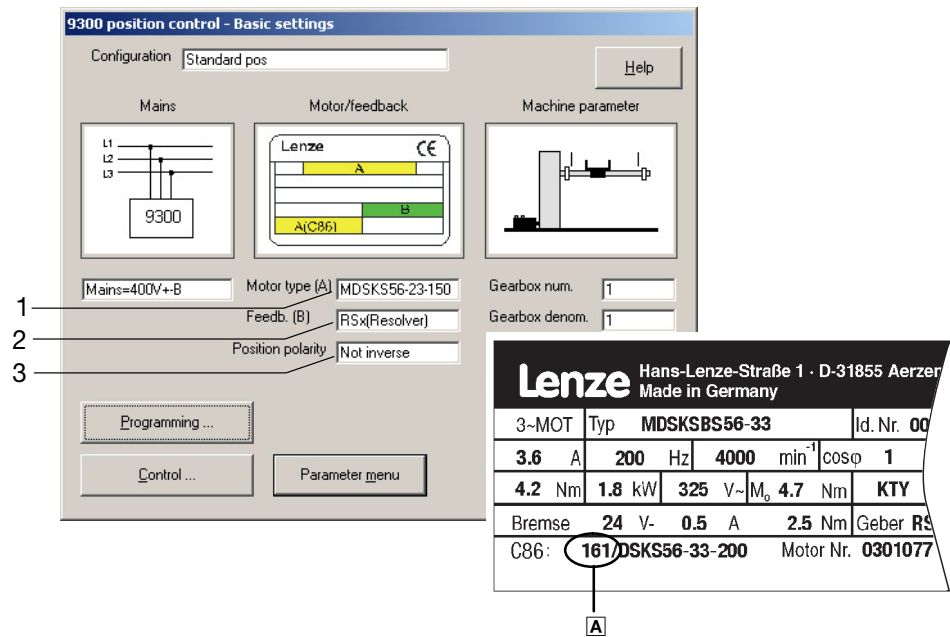 9300 position control - Basic settings
Configuration Standard pos
Help
Mains Motor/feedback Machine parameter
L1
L2
L3
9300
Lenze CE
A
B
A(C86)
Mains=400V+-B Motor type (A) MDSKS56-23-150 Gearbox num. 1
Feedb. (B) RSx(Resolver) Gearbox denom. 1
Position polarity Not inverse
1
2
3
Programming ...
Control ... Parameter menu
Lenze Hans-Lenze-Straße 1 · D-31855 Aerzen
Made in Germany
3~MOT Typ MDSKSBS56-33 Id. Nr. 00
3.6 A 200 Hz 4000 min-1 cosφ 1
4.2 Nm 1.8 kW 325 V~ Mo 4.7 Nm KTY
Bremse 24 V- 0.5 A 2.5 Nm Geber RS
C86: 161/DSKS56-33-200 Motor Nr. 0301077
A